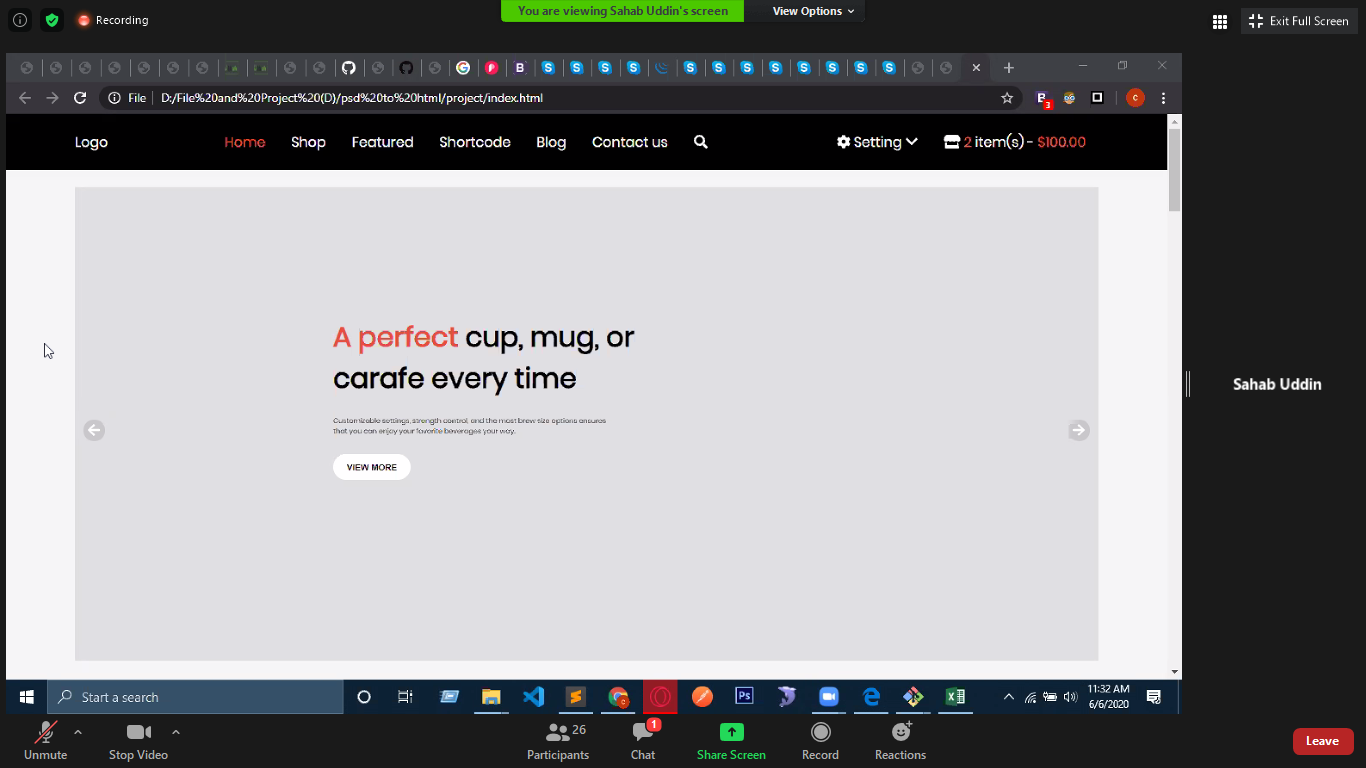 Recording
You are viewing Sahab Uddin's screen
View Options
Exit Full Screen
File
D:/File%20and%20Project%20(D)/psd%20to%20html/project/index.html
3
C
Logo
Home
Shop
Featured
Shortcode
Blog
Contact us
Setting
2 item(s) - $100.00
A perfect cup, mug, or
carafe every time
Customizable settings, strength control, and the most brew size options ensures
that you can enjoy your favorite beverages your way.
VIEW MORE
Sahab Uddin
Start a search
Ps
11:32 AM
6/6/2020
Unmute
Stop Video
26
Participants
1
Chat
Share Screen
Record
Reactions
Leave